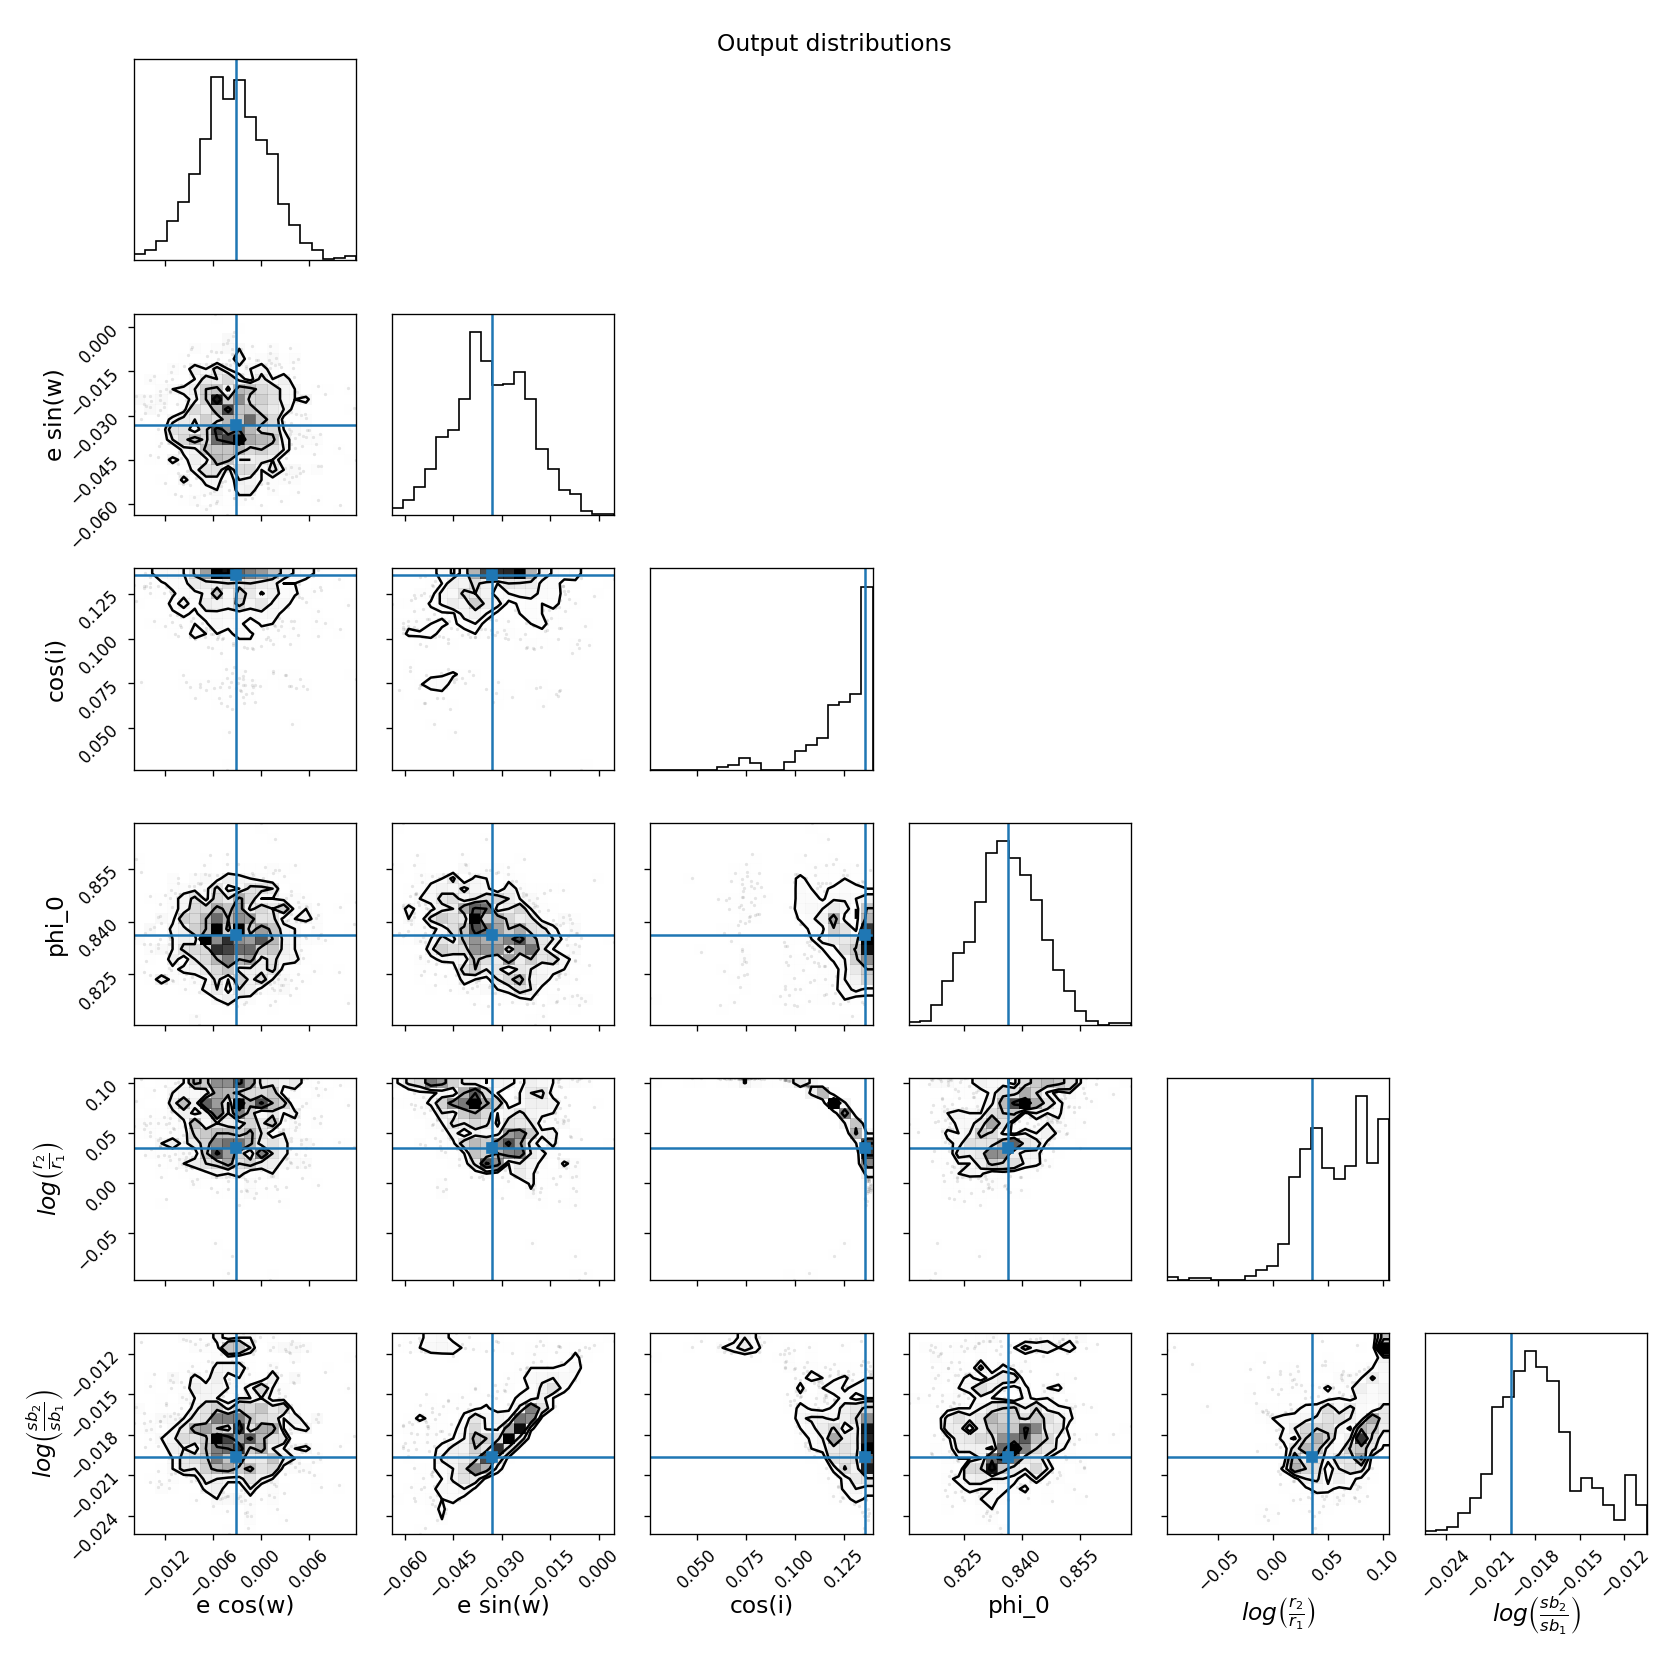 Output distributions
0.000
−0.015
−0.030
−0.045
−0.060
e sin(w)
0.125
0.100
0.075
0.050
cos(i)
0.855
0.840
0.825
phi_0
0.10
0.05
0.00
−0.05
log(r₂/r₁)
−0.012
−0.015
−0.018
−0.021
−0.024
log(sb₂/sb₁)
−0.012 −0.006 0.000 0.006
−0.060 −0.045 −0.030 −0.015 0.000
0.050 0.075 0.100 0.125
0.825 0.840 0.855
−0.05 0.00 0.05 0.10
−0.024 −0.021 −0.018 −0.015 −0.012
e cos(w) e sin(w) cos(i) phi_0 log(r₂/r₁) log(sb₂/sb₁)